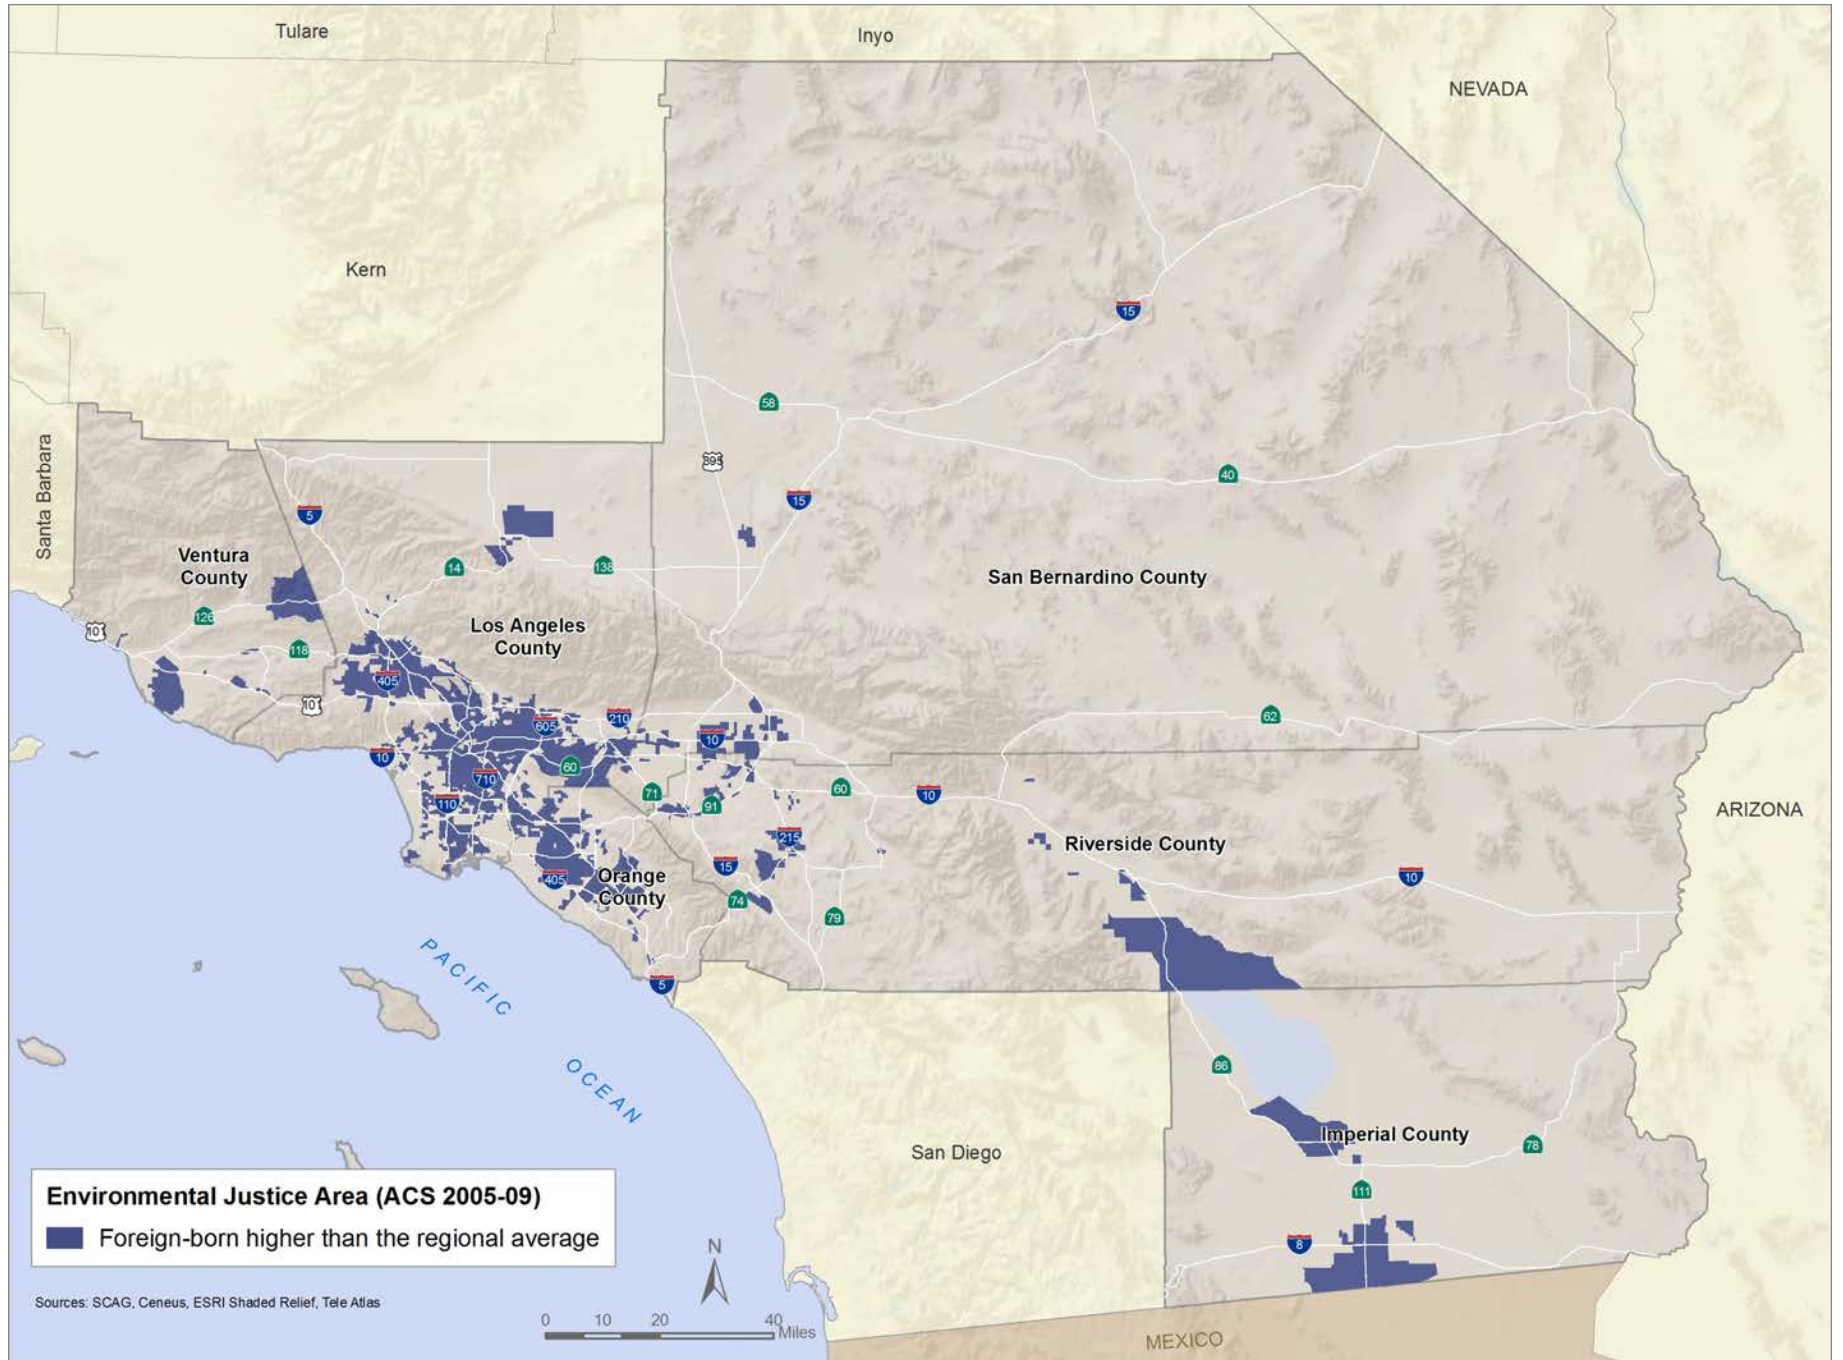 Tulare
Inyo
NEVADA
Kern
15
58
395
40
15
Santa Barbara
5
Ventura
County
14
138
San Bernardino County
126
101
Los Angeles
County
118
405
101
210
605
62
10
10
60
710
71
60
10
110
91
ARIZONA
215
Riverside County
15
405
Orange
County
10
74
79
PACIFIC
5
OCEAN
86
Imperial County
San Diego
78
111
Environmental Justice Area (ACS 2005-09)
Foreign-born higher than the regional average
8
N
Sources: SCAG, Ceneus, ESRI Shaded Relief, Tele Atlas
0 10 20 40
Miles
MEXICO